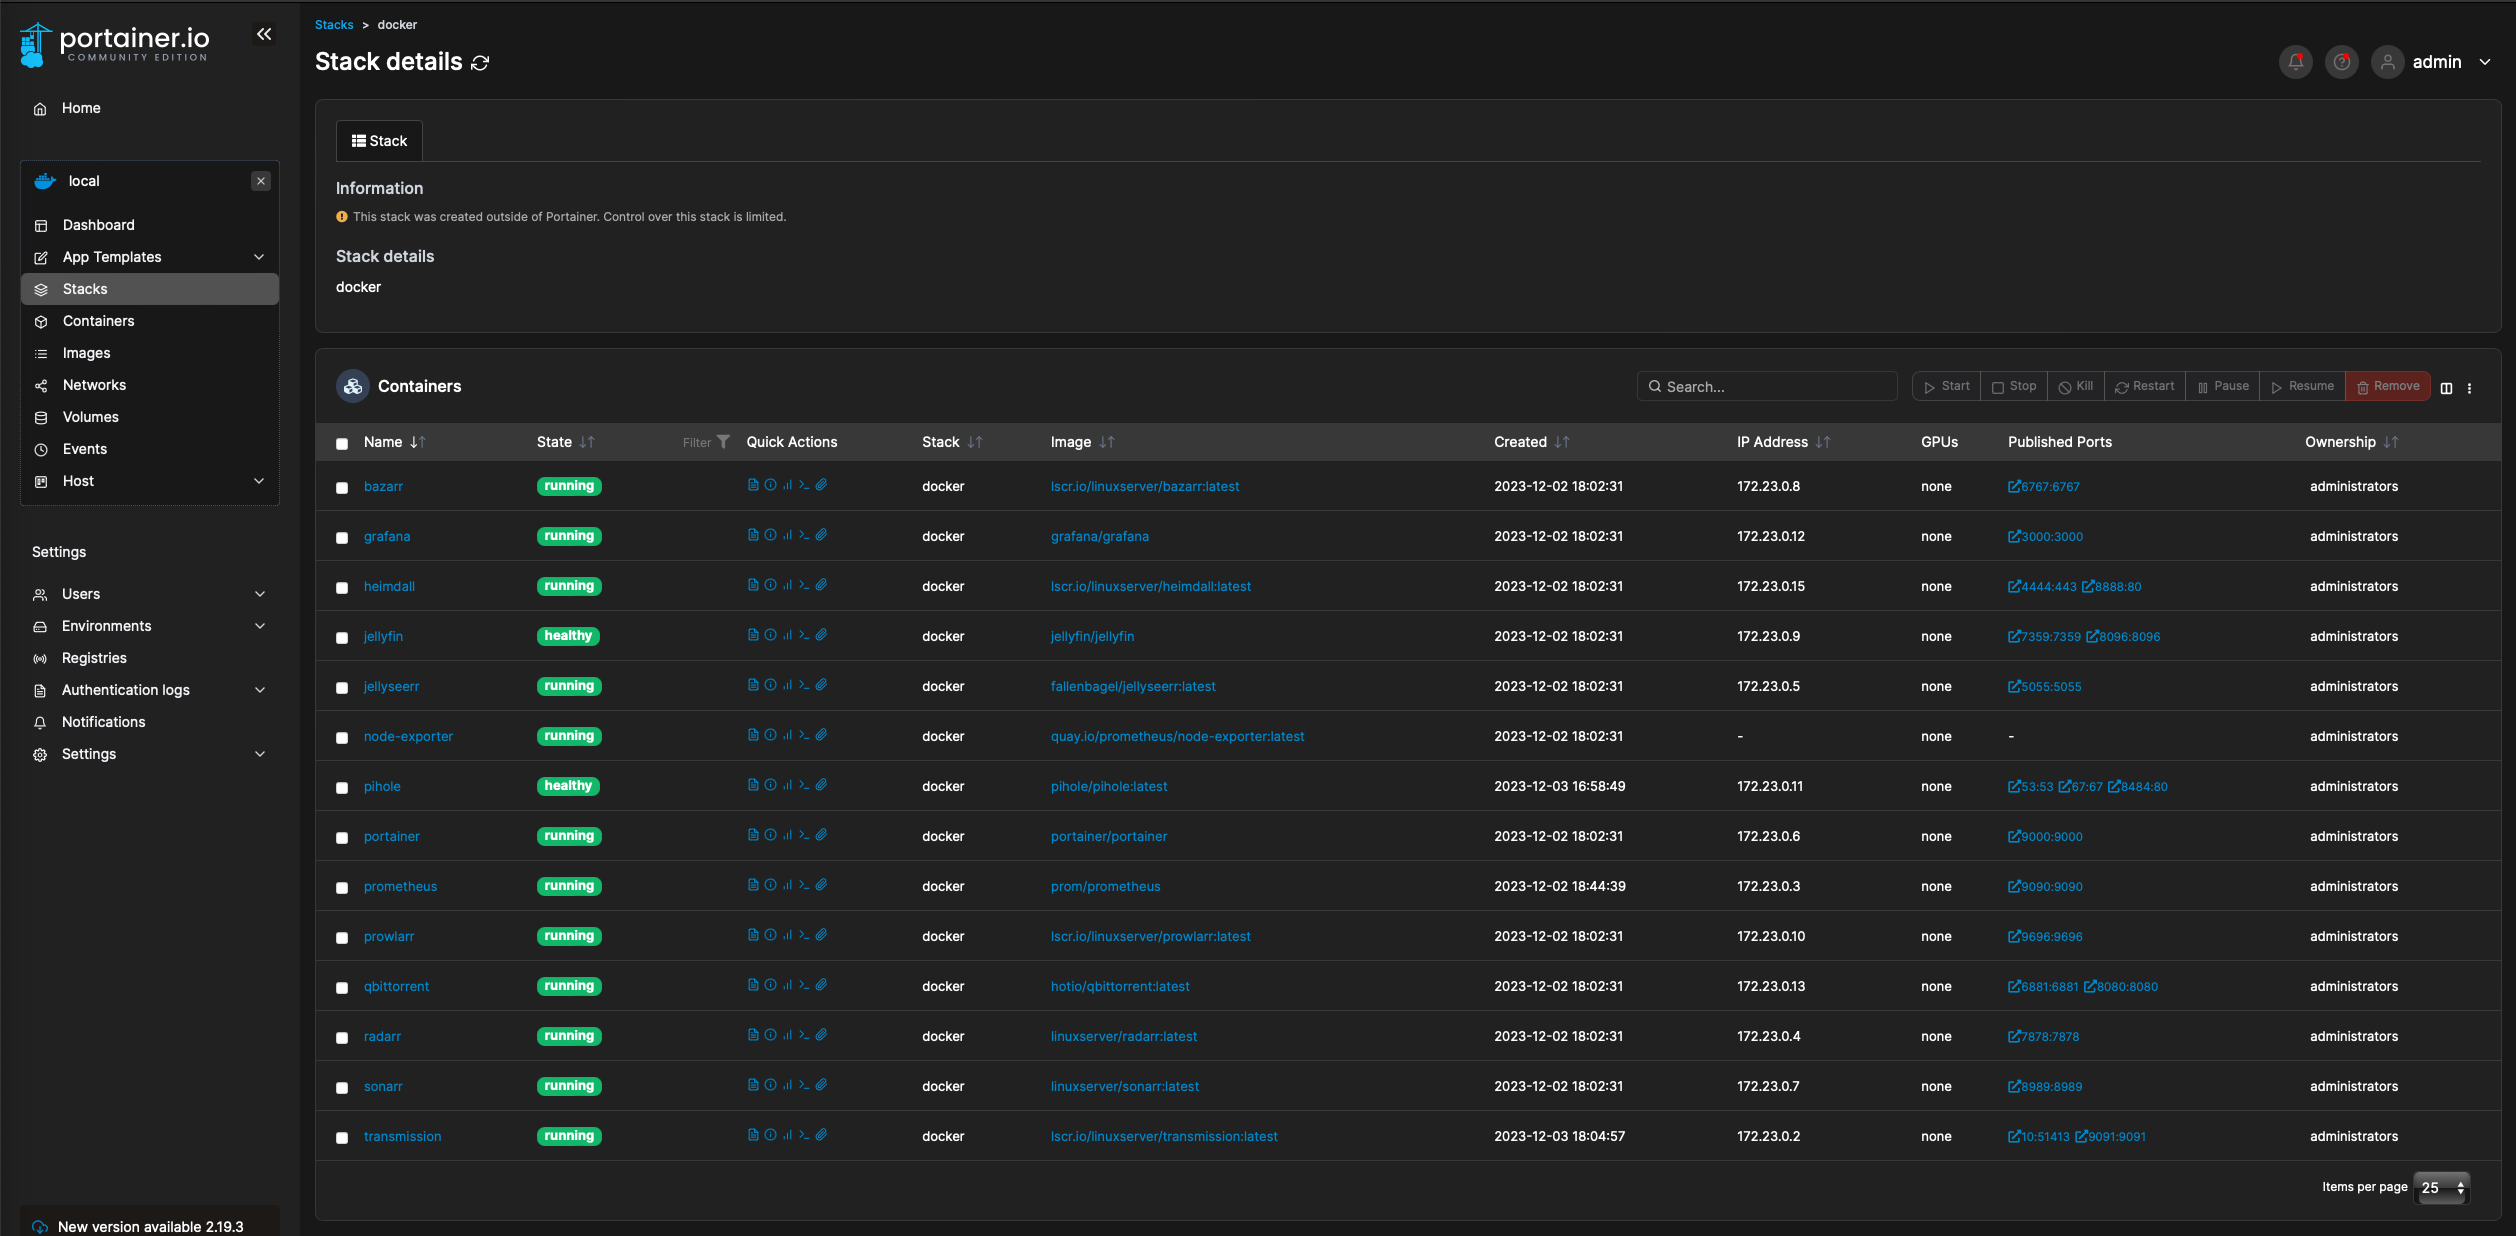 portainer.io
COMMUNITY EDITION
Home
local
Dashboard
App Templates
Stacks
Containers
Images
Networks
Volumes
Events
Host
Settings
Users
Environments
Registries
Authentication logs
Notifications
Settings
New version available 2.19.3
Stacks > docker
Stack details
admin
Stack
Information
This stack was created outside of Portainer. Control over this stack is limited.
Stack details
docker
Containers
Search...
Start Stop Kill Restart Pause Resume Remove
Name State Filter Quick Actions Stack Image Created IP Address GPUs Published Ports Ownership
bazarr running docker lscr.io/linuxserver/bazarr:latest 2023-12-02 18:02:31 172.23.0.8 none 6767:6767 administrators
grafana running docker grafana/grafana 2023-12-02 18:02:31 172.23.0.12 none 3000:3000 administrators
heimdall running docker lscr.io/linuxserver/heimdall:latest 2023-12-02 18:02:31 172.23.0.15 none 4444:443 8888:80 administrators
jellyfin healthy docker jellyfin/jellyfin 2023-12-02 18:02:31 172.23.0.9 none 7359:7359 8096:8096 administrators
jellyseerr running docker fallenbagel/jellyseerr:latest 2023-12-02 18:02:31 172.23.0.5 none 5055:5055 administrators
node-exporter running docker quay.io/prometheus/node-exporter:latest 2023-12-02 18:02:31 - none - administrators
pihole healthy docker pihole/pihole:latest 2023-12-03 16:58:49 172.23.0.11 none 53:53 67:67 8484:80 administrators
portainer running docker portainer/portainer 2023-12-02 18:02:31 172.23.0.6 none 9000:9000 administrators
prometheus running docker prom/prometheus 2023-12-02 18:44:39 172.23.0.3 none 9090:9090 administrators
prowlarr running docker lscr.io/linuxserver/prowlarr:latest 2023-12-02 18:02:31 172.23.0.10 none 9696:9696 administrators
qbittorrent running docker hotio/qbittorrent:latest 2023-12-02 18:02:31 172.23.0.13 none 6881:6881 8080:8080 administrators
radarr running docker linuxserver/radarr:latest 2023-12-02 18:02:31 172.23.0.4 none 7878:7878 administrators
sonarr running docker linuxserver/sonarr:latest 2023-12-02 18:02:31 172.23.0.7 none 8989:8989 administrators
transmission running docker lscr.io/linuxserver/transmission:latest 2023-12-03 18:04:57 172.23.0.2 none 10:51413 9091:9091 administrators
Items per page 25